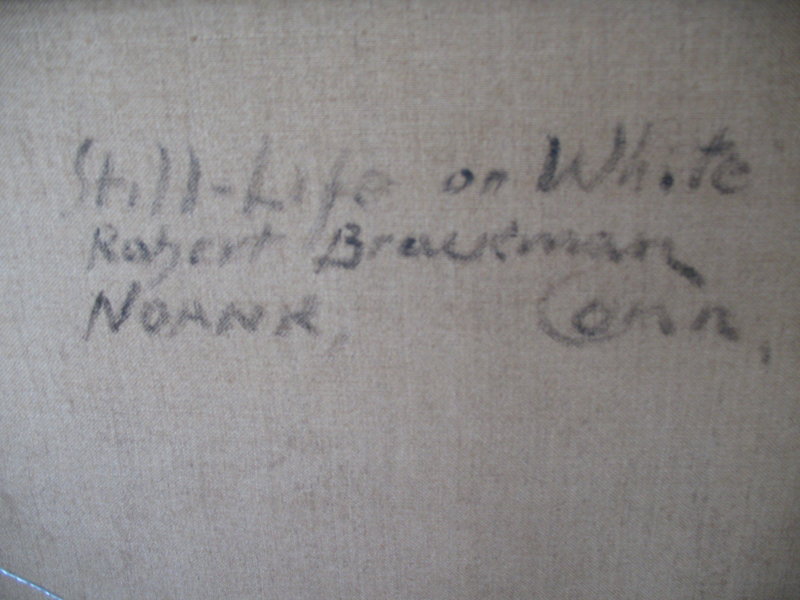 Still-Life on White
Robert Brackman
NOANK, Conn.